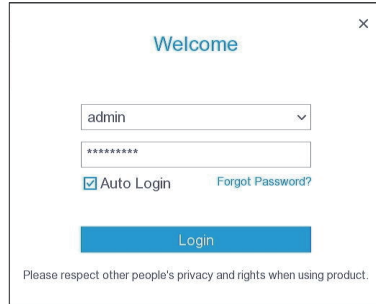 Welcome
admin
*********
Auto Login Forgot Password?
Login
Please respect other people's privacy and rights when using product.